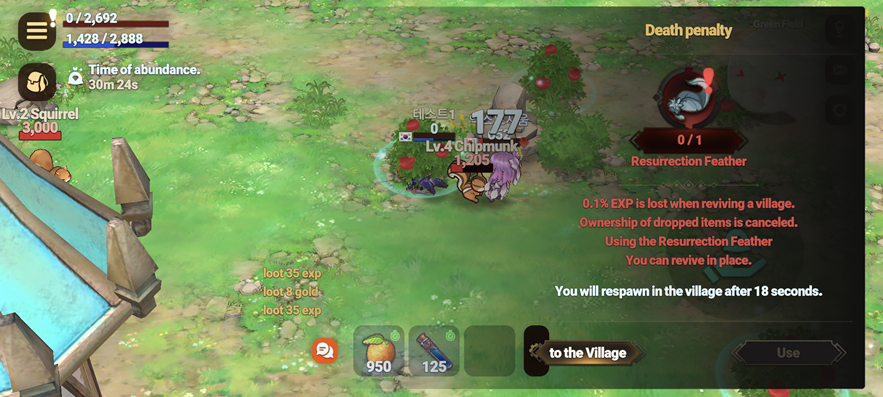 0 / 2,692
1,428 / 2,888
Time of abundance.
30m 24s
Lv.2 Squirrel
3,000
테소드1
0
177
Lv.4 Chipmunk
1,205
loot 35 exp
loot 8 gold
loot 35 exp
950
125
Death penalty
0 / 1
Resurrection Feather
0.1% EXP is lost when reviving a village.
Ownership of dropped items is canceled.
Using the Resurrection Feather
You can revive in place.
You will respawn in the village after 18 seconds.
to the Village
Use